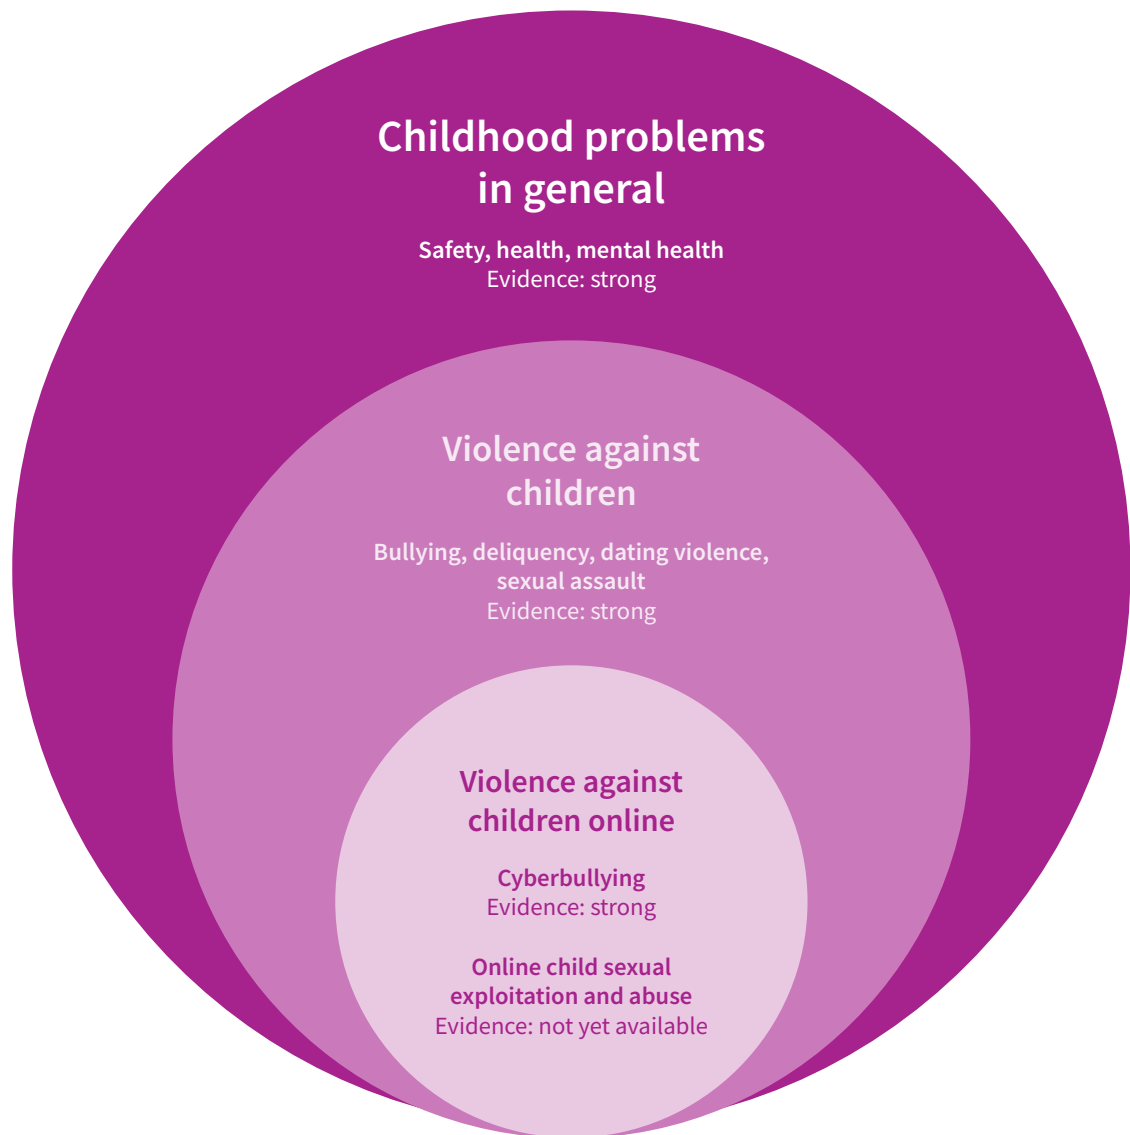 Childhood problems
in general
Safety, health, mental health
Evidence: strong
Violence against
children
Bullying, deliquency, dating violence,
sexual assault
Evidence: strong
Violence against
children online
Cyberbullying
Evidence: strong
Online child sexual
exploitation and abuse
Evidence: not yet available